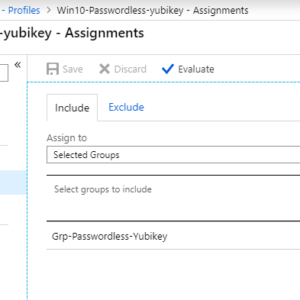 - Profiles > Win10-Passwordless-yubikey - Assignments
-yubikey - Assignments
«
Save Discard Evaluate
Include Exclude
Assign to
Selected Groups
Select groups to include
Grp-Passwordless-Yubikey